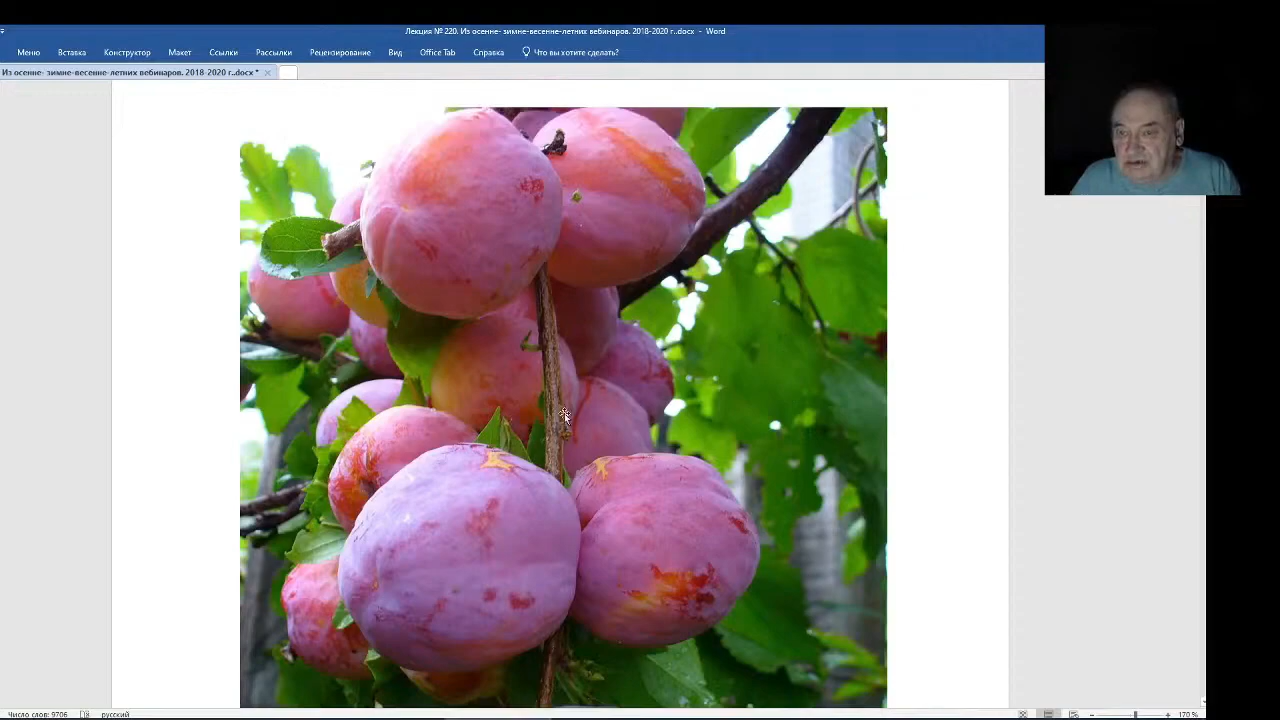 Лекция № 220. Из осенне- зимне-весенне-летних вебинаров. 2018-2020 г..docx - Word
Меню Вставка Конструктор Макет Ссылки Рассылки Рецензирование Вид Office Tab Справка Что вы хотите сделать?
Из осенне- зимне-весенне-летних вебинаров. 2018-2020 г..docx *
Число слов: 9706 русский 170 %